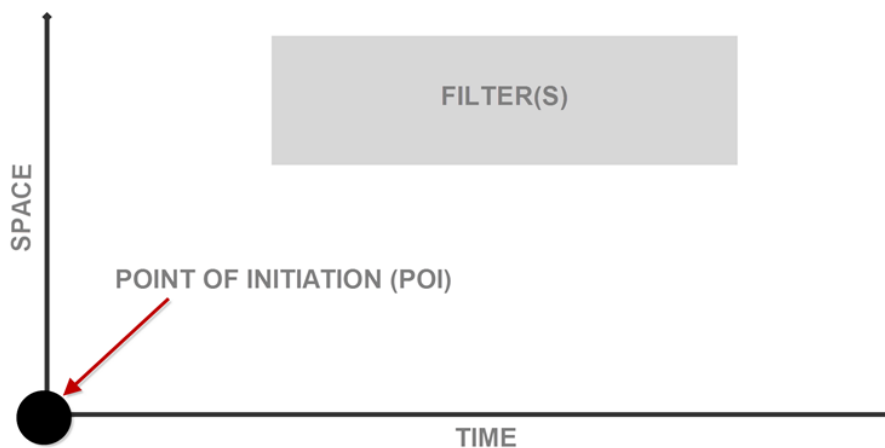 FILTER(S)
SPACE
POINT OF INITIATION (POI)
TIME